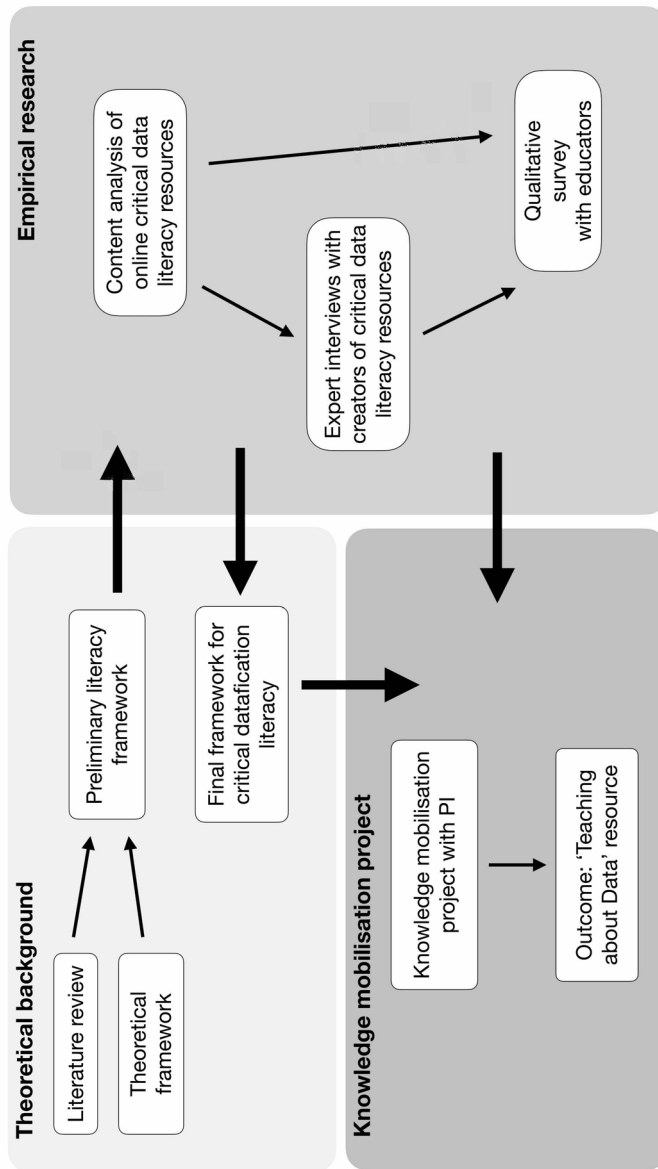 Theoretical background
Literature review
Theoretical
framework
Preliminary literacy
framework
Final framework for
critical datafication
literacy
Empirical research
Content analysis of
online critical data
literacy resources
Expert interviews with
creators of critical data
literacy resources
Qualitative
survey
with educators
Knowledge mobilisation project
Knowledge mobilisation
project with PI
Outcome: ‘Teaching
about Data’ resource